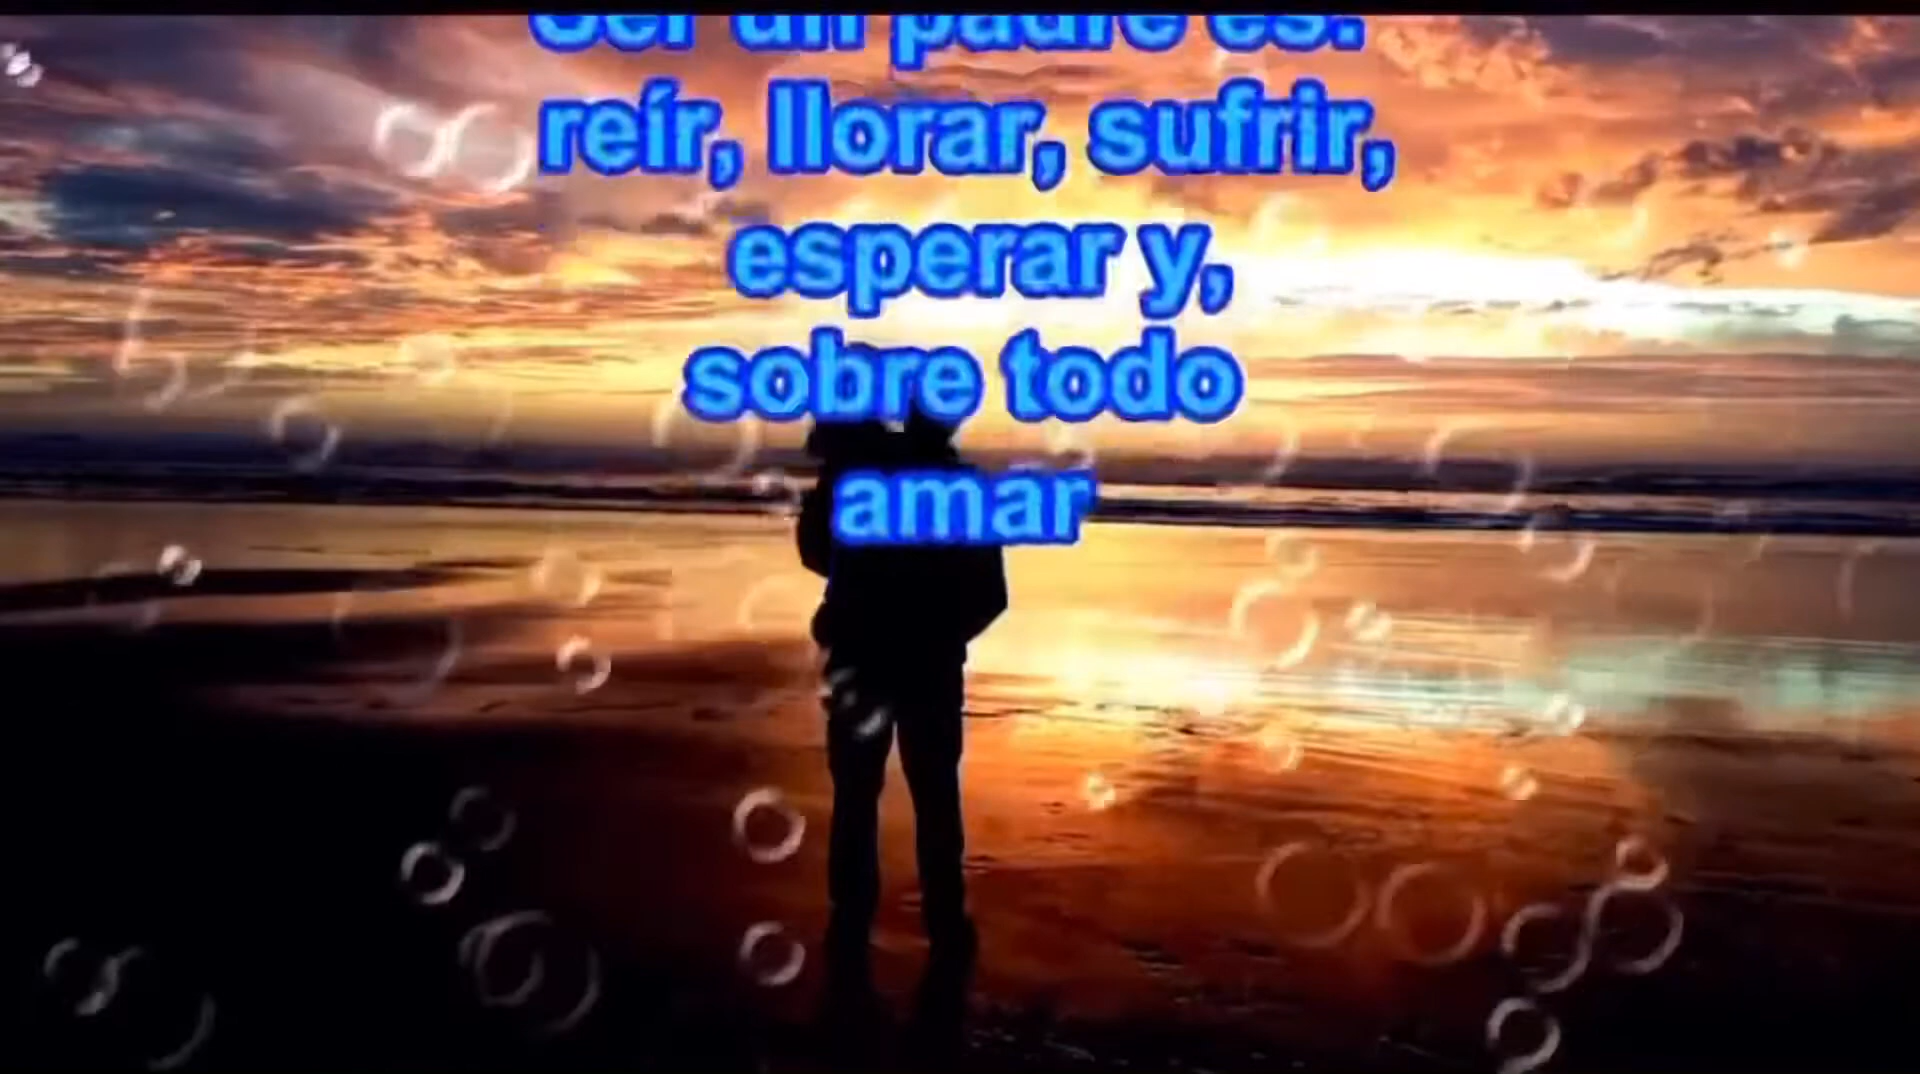 Ser un padre es:
reír, llorar, sufrir,
esperar y,
sobre todo
amar